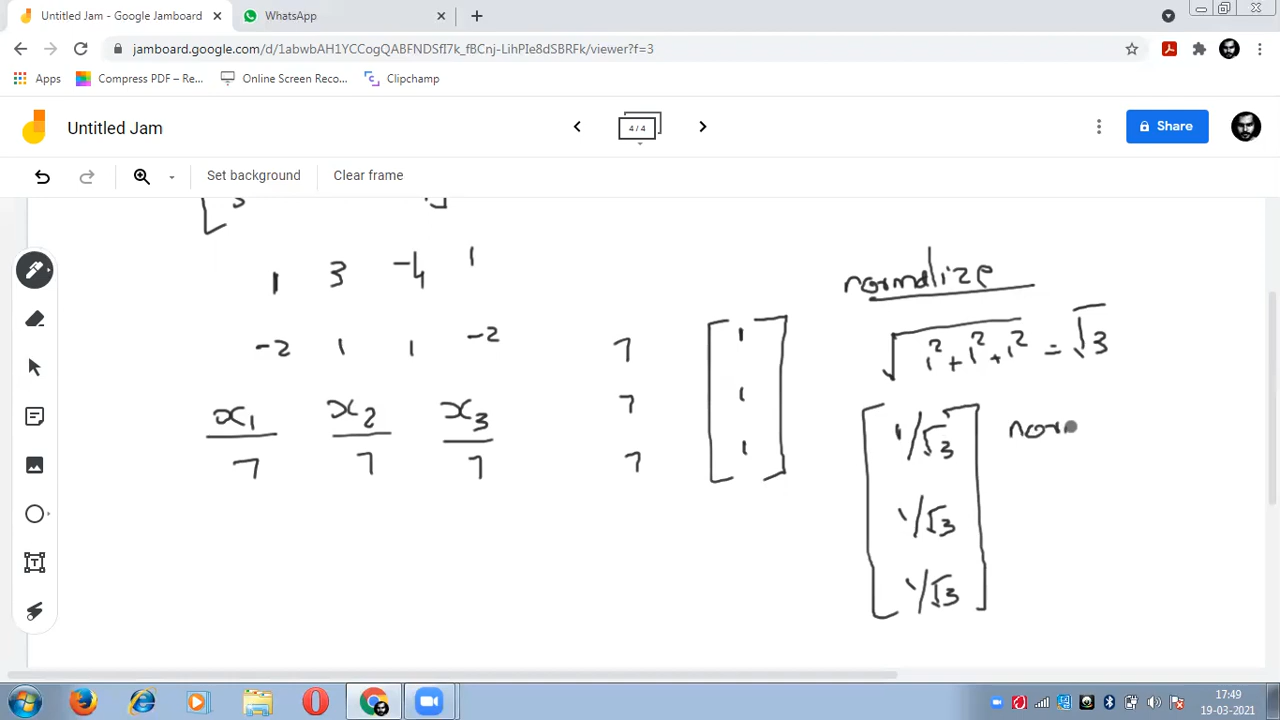 Untitled Jam - Google Jamboard
WhatsApp
jamboard.google.com/d/1abwbAH1YCCogQABFNDSfI7k_fBCnj-LihPIe8dSBRFk/viewer?f=3
Apps
Compress PDF – Re...
Online Screen Reco...
Clipchamp
Untitled Jam
4 / 4
Share
Set background
Clear frame
1 3 -4 1
normalize
-2 1 1 -2
7 1
√1²+1²+1² = √3
x₁ x₂ x₃
7 1
7 7 7
7 1
1/√3 nor
1/√3
1/√3
17:49
19-03-2021